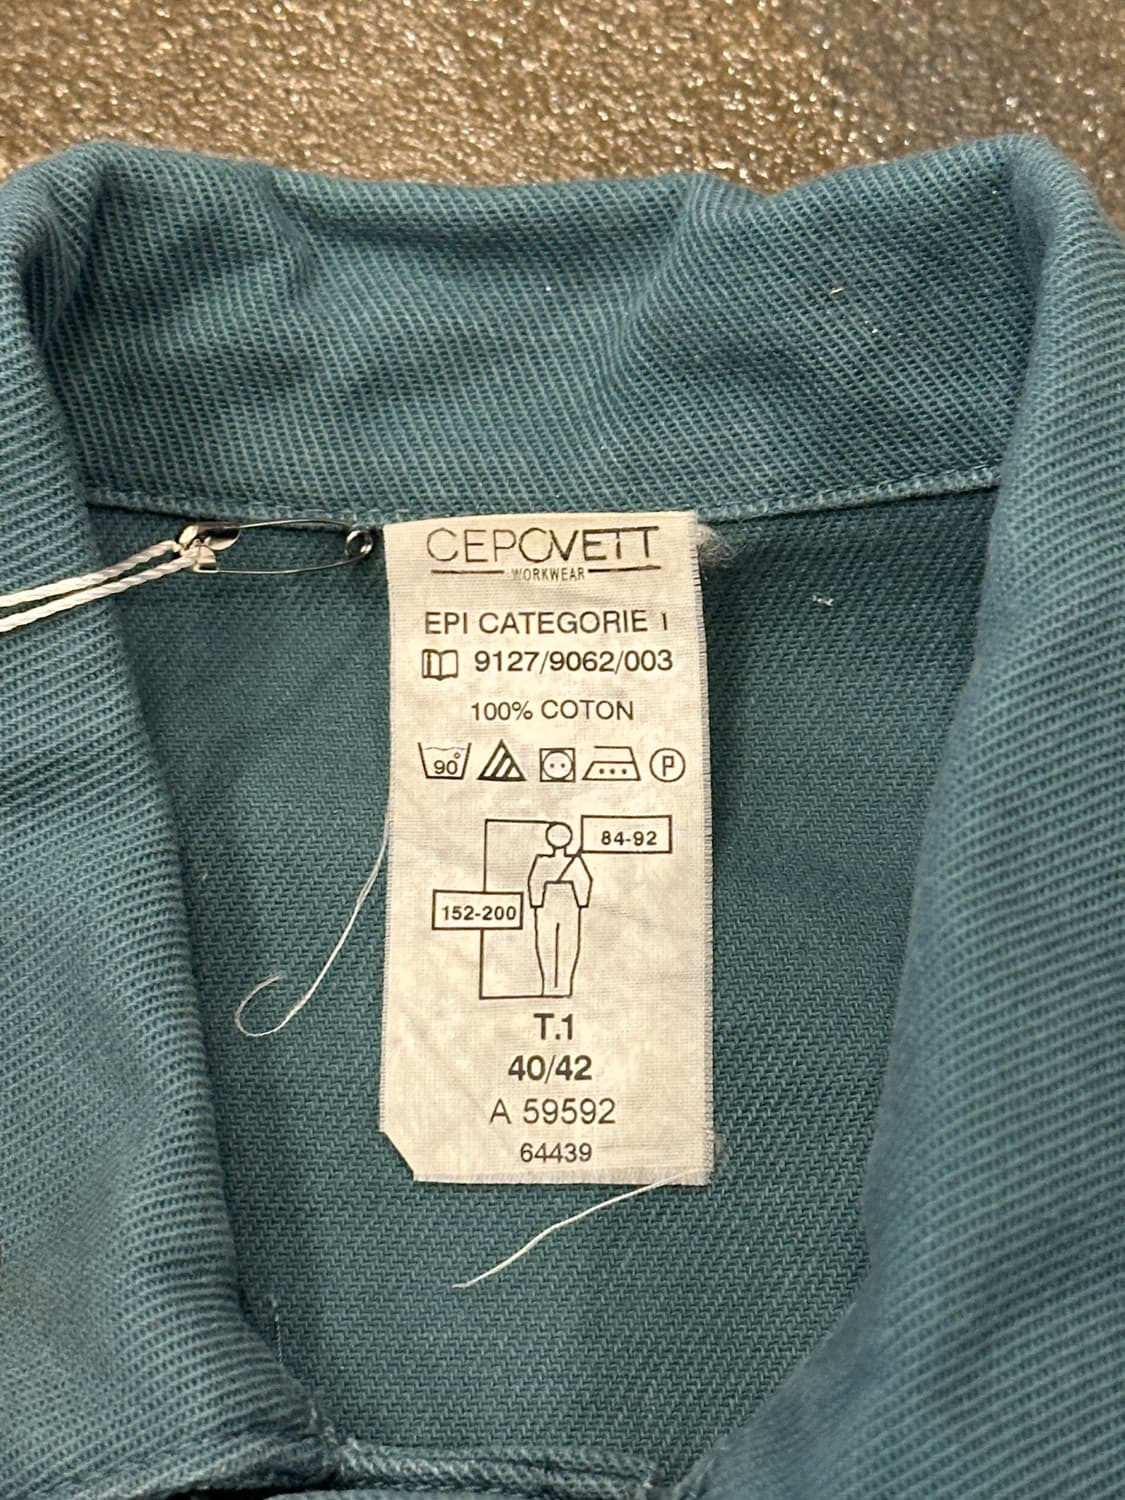 CEPOVETT
WORKWEAR
EPI CATEGORIE I
9127/9062/003
100% COTON
90° P
84-92
152-200
T.1
40/42
A 59592
64439